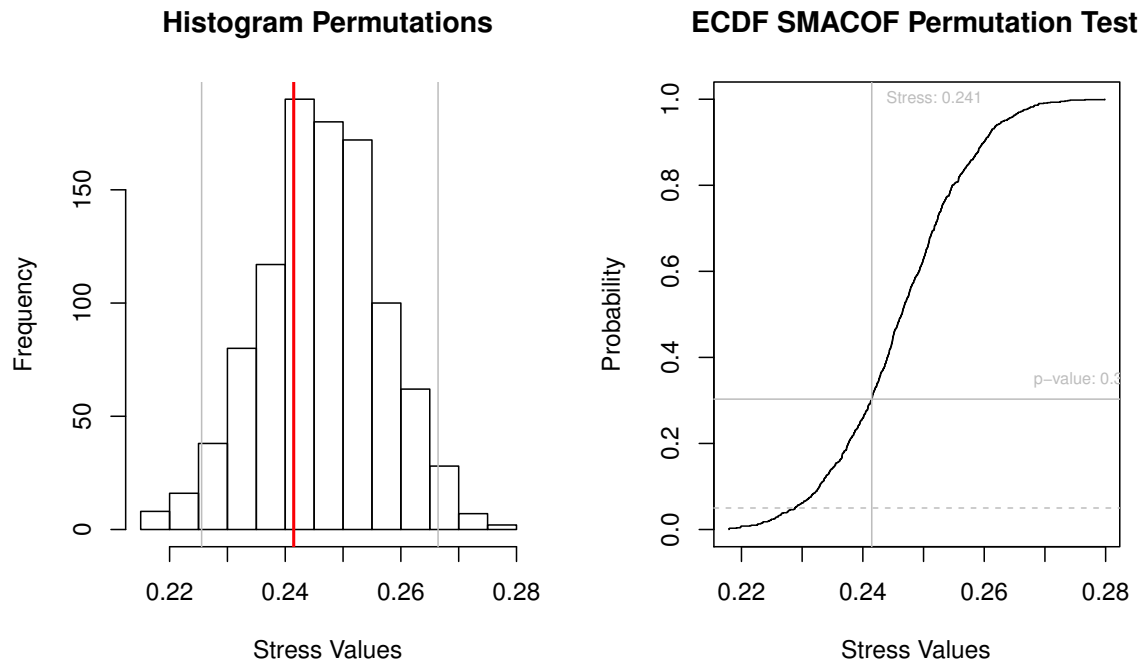 Histogram Permutations
Frequency
150
100
50
0
0.22 0.24 0.26 0.28
Stress Values
ECDF SMACOF Permutation Test
Probability
1.0
0.8
0.6
0.4
0.2
0.0
Stress: 0.241
p−value: 0.3
0.22 0.24 0.26 0.28
Stress Values